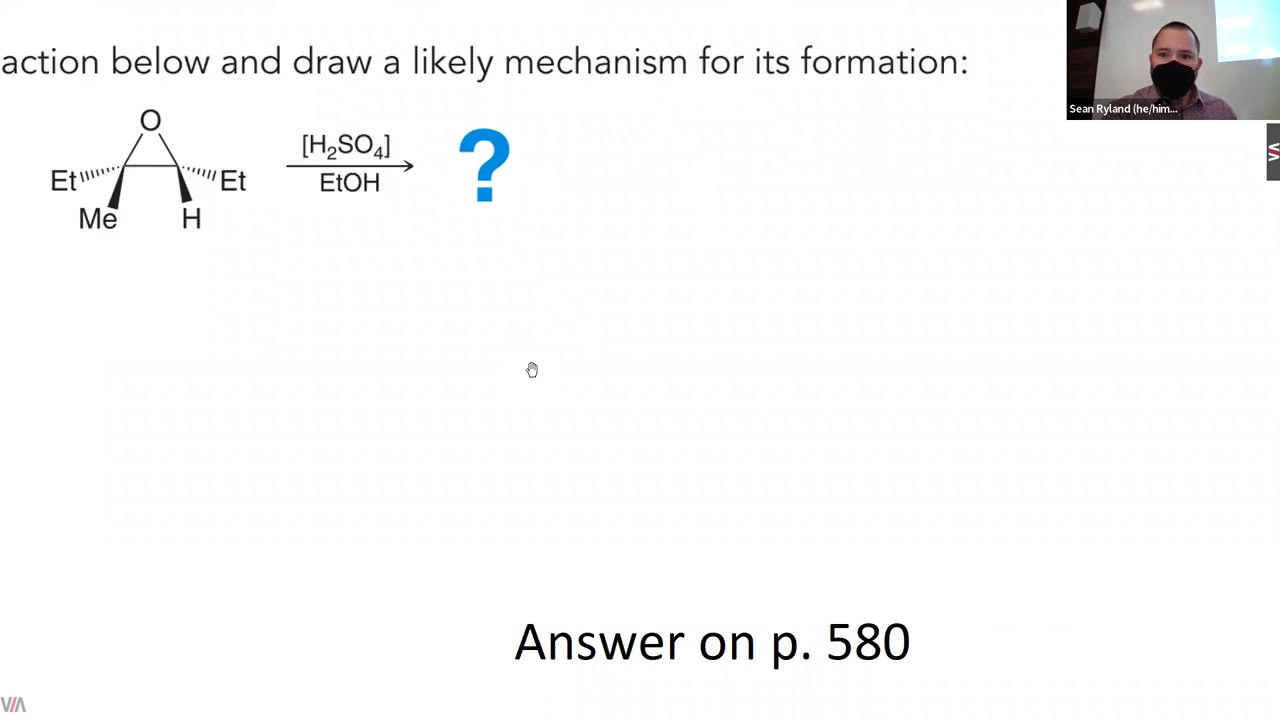 action below and draw a likely mechanism for its formation:
Sean Ryland (he/him...
O
[H₂SO₄]
?
Et
Et
EtOH
Me
H
Answer on p. 580
VIA